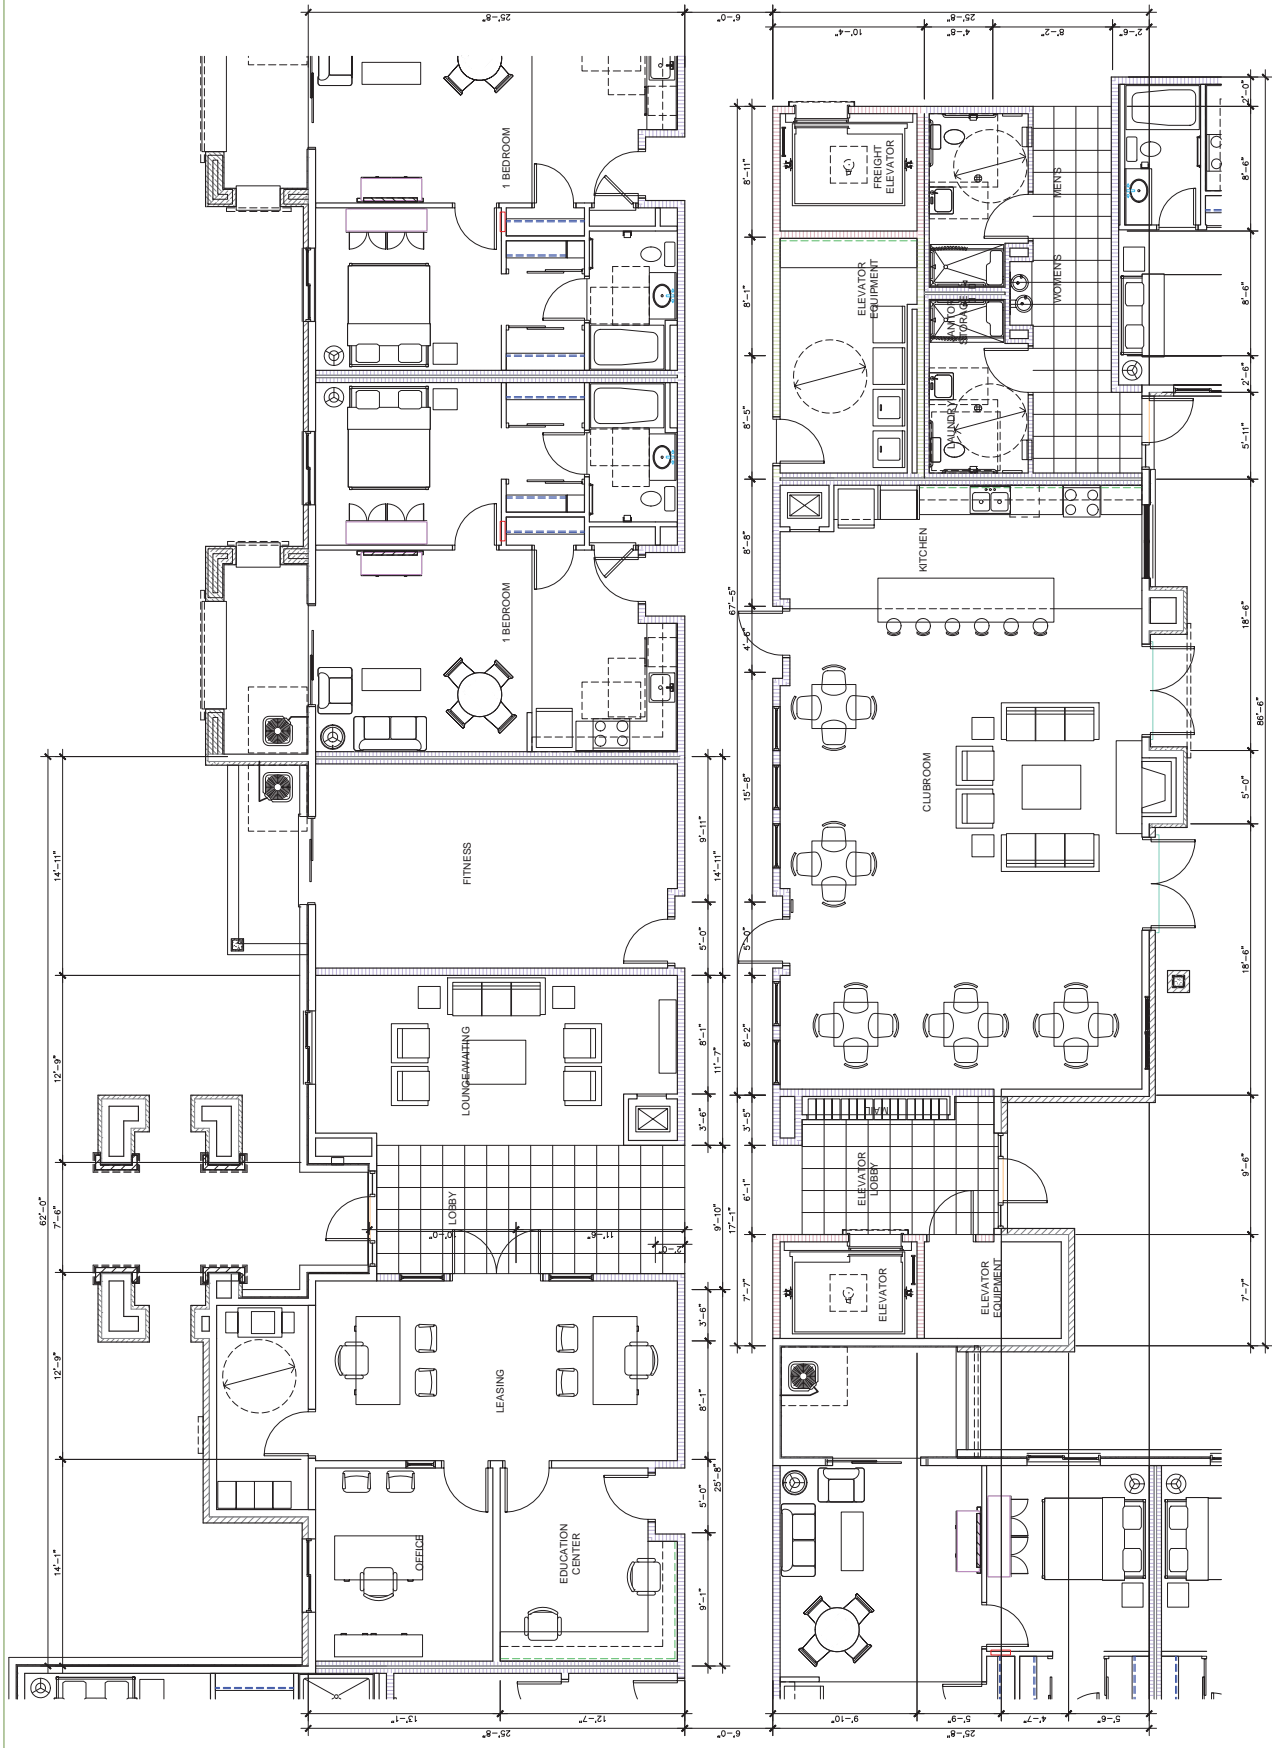 25'-8"
6'-0"
25'-8"
10'-4"
4'-8"
8'-2"
2'-6"
2'-0"
1 BEDROOM
FREIGHT
ELEVATOR
MEN'S
8'-11"
8'-6"
ELEVATOR
EQUIPMENT
WOMEN'S
STORAGE
8'-1"
8'-6"
2'-6"
LAUNDRY
8'-5"
5'-11"
KITCHEN
8'-8"
67'-5"
4'-6"
18'-6"
1 BEDROOM
86'-6"
CLUBROOM
15'-8"
5'-0"
FITNESS
14'-11"
9'-11"
14'-11"
5'-0"
5'-0"
18'-6"
LOUNGE/WAITING
12'-9"
8'-1"
11'-7"
8'-2"
3'-6"
MAIL
3'-5"
62'-0"
7'-6"
LOBBY
10'-0"
11'-6"
2'-0"
9'-10"
17'-1"
6'-1"
ELEVATOR
LOBBY
9'-6"
LEASING
12'-9"
3'-6"
8'-1"
7'-7"
ELEVATOR
ELEVATOR
EQUIPMENT
7'-7"
OFFICE
EDUCATION
CENTER
14'-1"
5'-0"
25'-8"
9'-1"
13'-1"
12'-7"
25'-8"
6'-0"
9'-10"
5'-9"
4'-7"
5'-6"
25'-8"